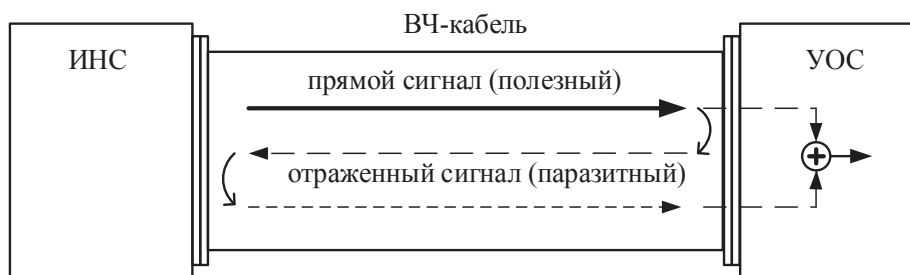 ВЧ-кабель
ИНС
УОС
прямой сигнал (полезный)
отраженный сигнал (паразитный)